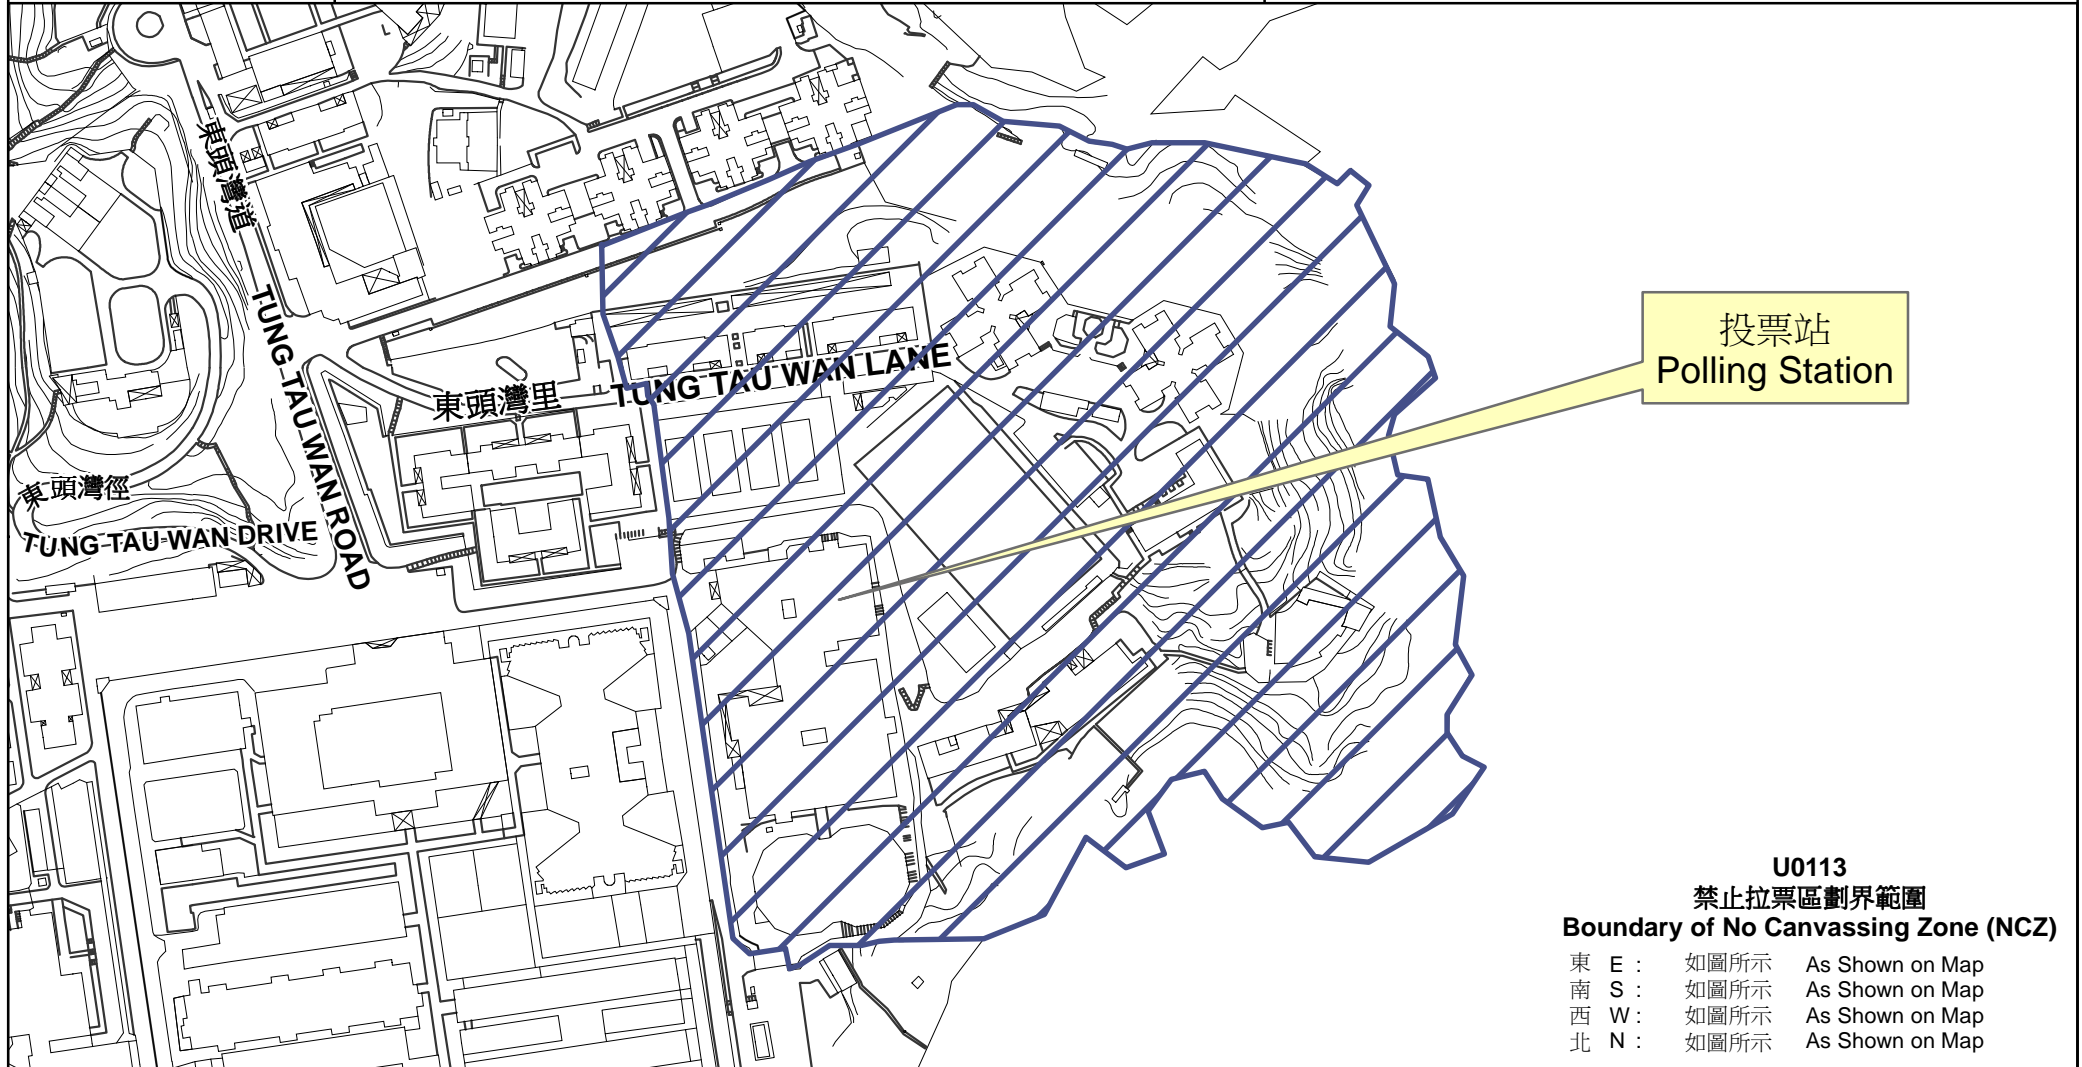 東頭灣道
TUNG TAU WAN ROAD
東頭灣里
TUNG TAU WAN LANE
東頭灣徑
TUNG TAU WAN DRIVE
投票站
Polling Station
U0113
禁止拉票區劃界範圍
Boundary of No Canvassing Zone (NCZ)
東 E : 如圖所示 As Shown on Map
南 S : 如圖所示 As Shown on Map
西 W : 如圖所示 As Shown on Map
北 N : 如圖所示 As Shown on Map